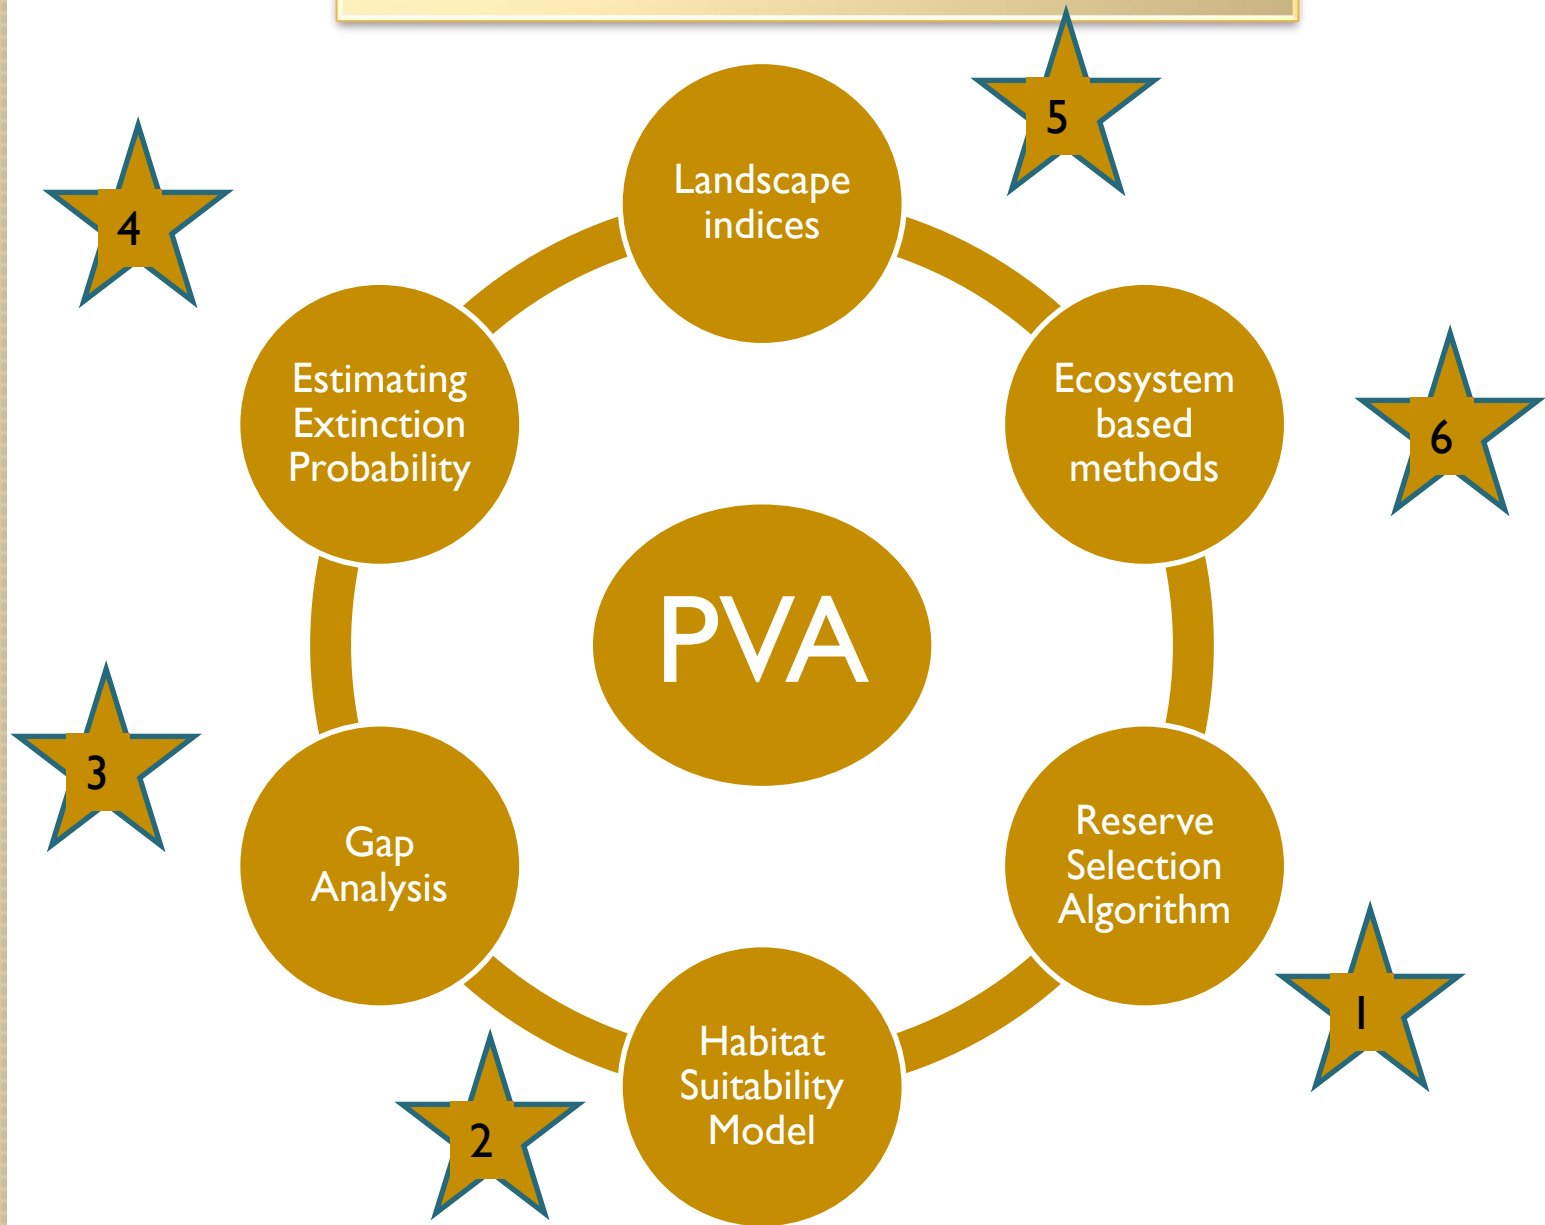 5
Landscape
indices
4
Estimating
Extinction
Probability
Ecosystem
based
methods
6
PVA
3
Gap
Analysis
Reserve
Selection
Algorithm
1
Habitat
Suitability
Model
2